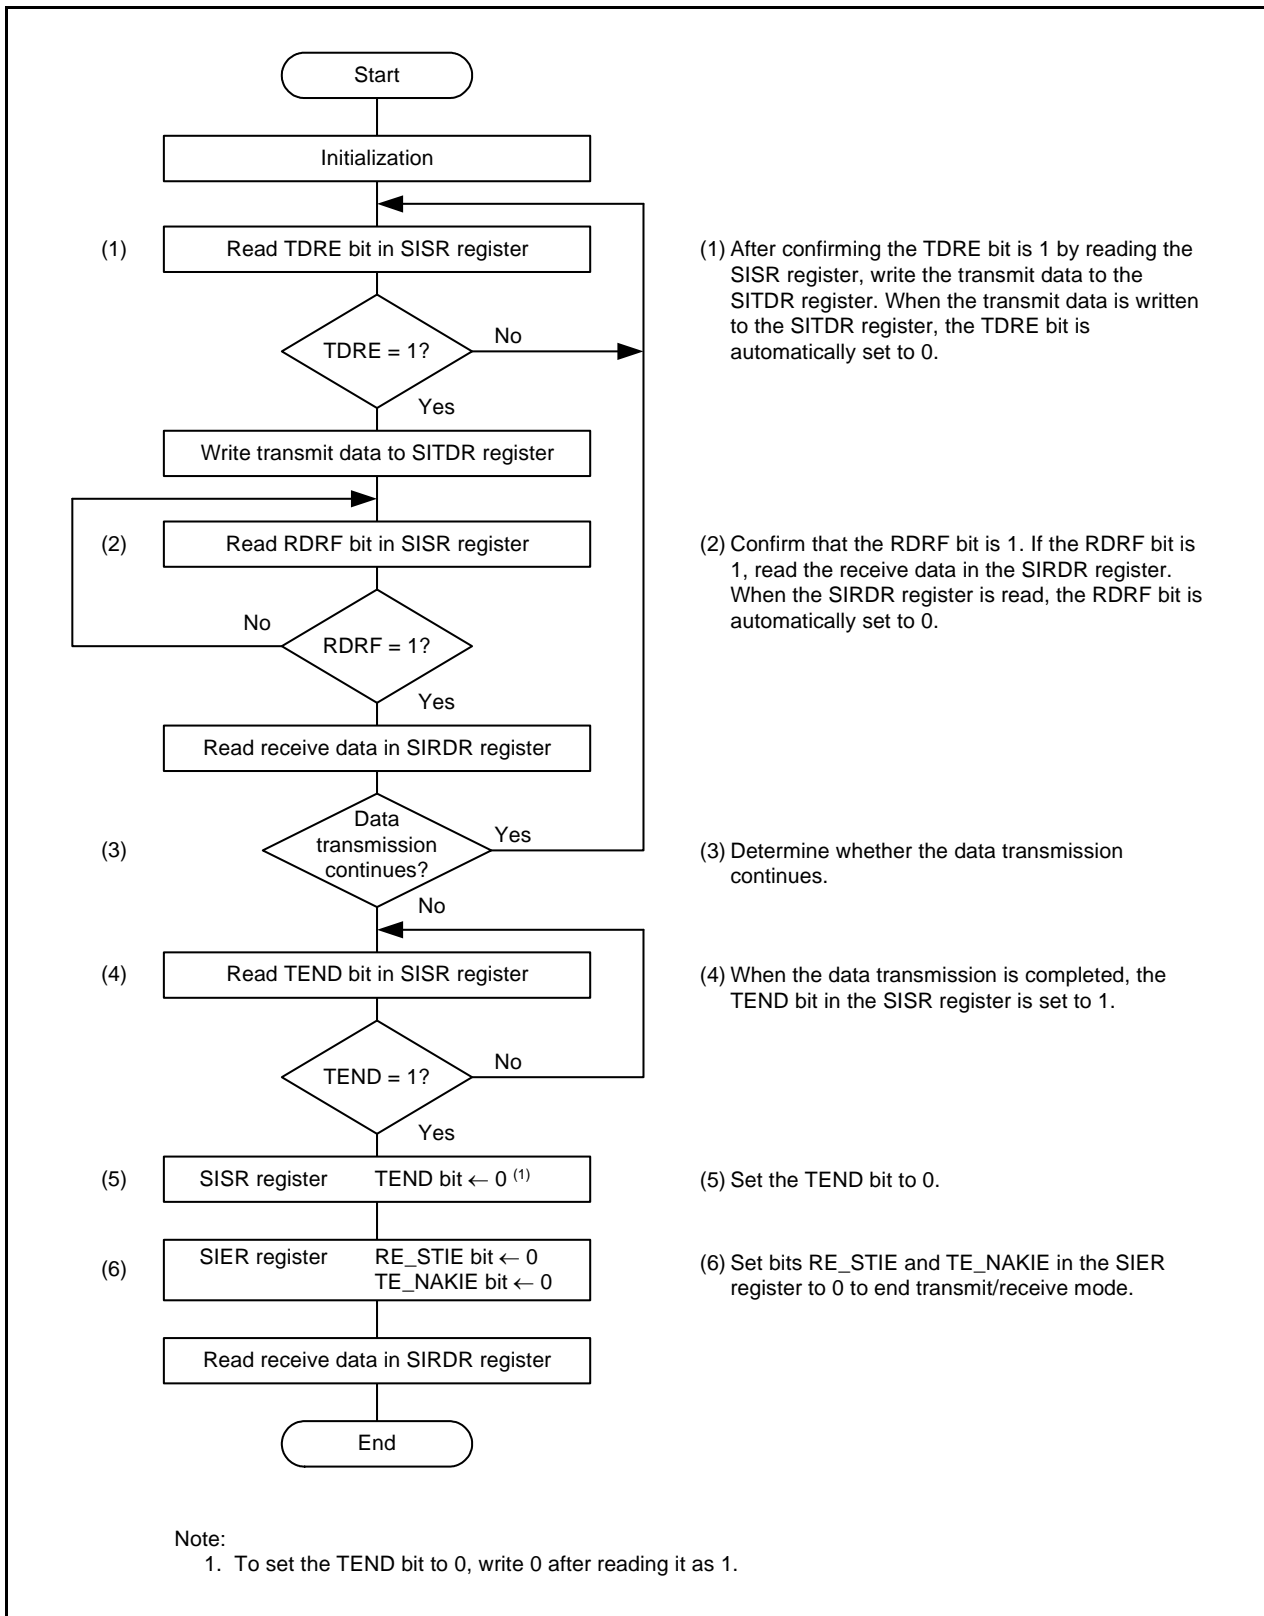 Start
Initialization
(1)
Read TDRE bit in SISR register
(1) After confirming the TDRE bit is 1 by reading the
SISR register, write the transmit data to the
SITDR register. When the transmit data is written
to the SITDR register, the TDRE bit is
automatically set to 0.
TDRE = 1?
No
Yes
Write transmit data to SITDR register
(2)
Read RDRF bit in SISR register
(2) Confirm that the RDRF bit is 1. If the RDRF bit is
1, read the receive data in the SIRDR register.
When the SIRDR register is read, the RDRF bit is
automatically set to 0.
No
RDRF = 1?
Yes
Read receive data in SIRDR register
(3)
Data
transmission
continues?
Yes
(3) Determine whether the data transmission
continues.
No
(4)
Read TEND bit in SISR register
(4) When the data transmission is completed, the
TEND bit in the SISR register is set to 1.
TEND = 1?
No
Yes
(5)
SISR register TEND bit ← 0 (1)
(5) Set the TEND bit to 0.
(6)
SIER register RE_STIE bit ← 0
TE_NAKIE bit ← 0
(6) Set bits RE_STIE and TE_NAKIE in the SIER
register to 0 to end transmit/receive mode.
Read receive data in SIRDR register
End
Note:
1. To set the TEND bit to 0, write 0 after reading it as 1.